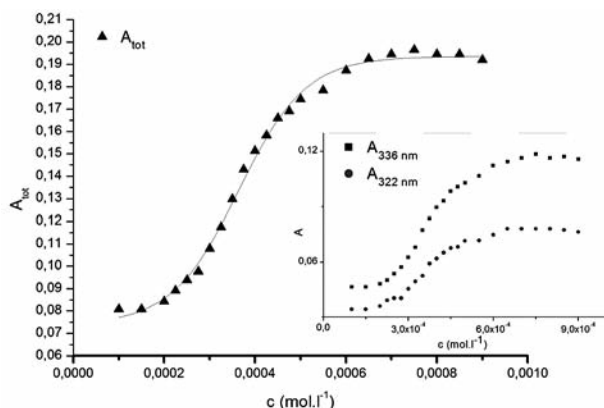 0,21
0,20
0,19
0,18
0,17
0,16
0,15
0,14
0,13
0,12
0,11
0,10
0,09
0,08
0,07
0,06
A_tot
A_tot
0,0000 0,0002 0,0004 0,0006 0,0008 0,0010
c (mol.l⁻¹)
A_336 nm
A_322 nm
0,12
0,06
A
0,0 3,0x10⁻⁴ 6,0x10⁻⁴ 9,0x10⁻⁴
c (mol.l⁻¹)